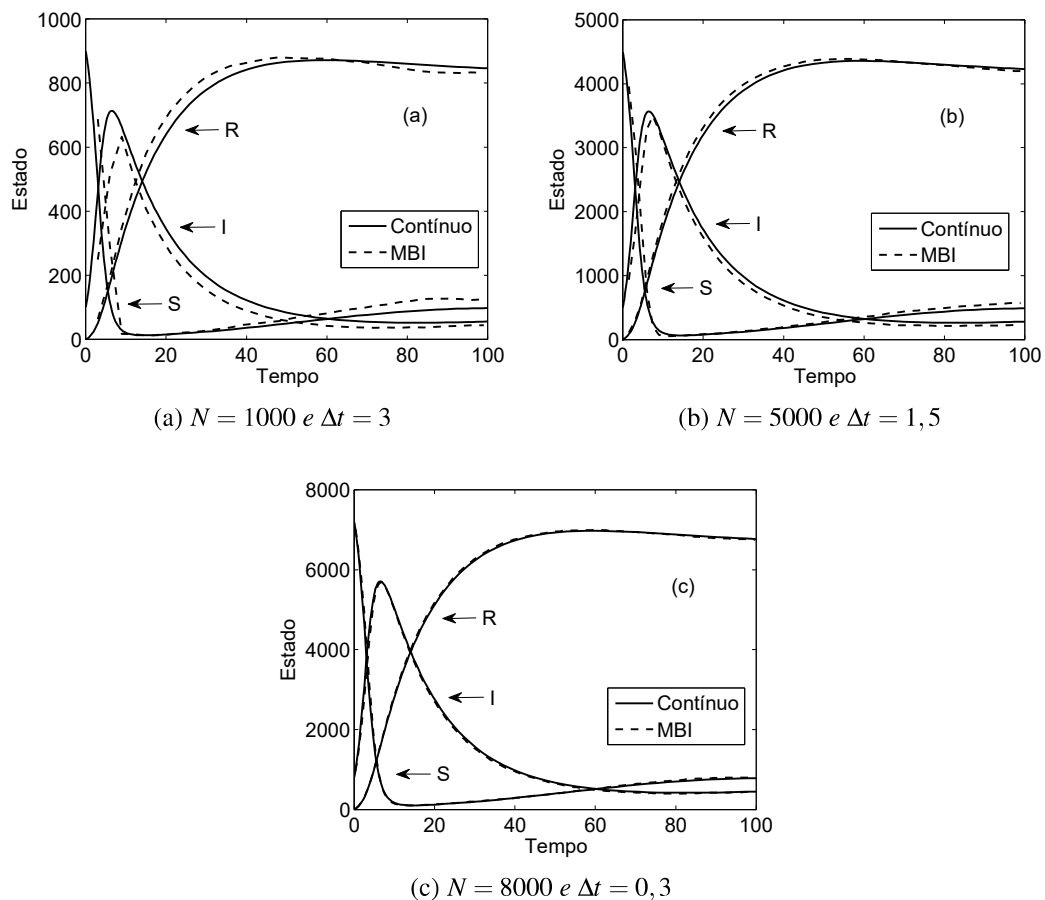 1000
800
600
400
200
0
Estado
0 20 40 60 80 100
Tempo
(a)
R
I
S
Contínuo
MBI
(a) N = 1000 e Δt = 3
5000
4000
3000
2000
1000
0
Estado
0 20 40 60 80 100
Tempo
(b)
R
I
S
Contínuo
MBI
(b) N = 5000 e Δt = 1,5
8000
6000
4000
2000
0
Estado
0 20 40 60 80 100
Tempo
(c)
R
I
S
Contínuo
MBI
(c) N = 8000 e Δt = 0,3